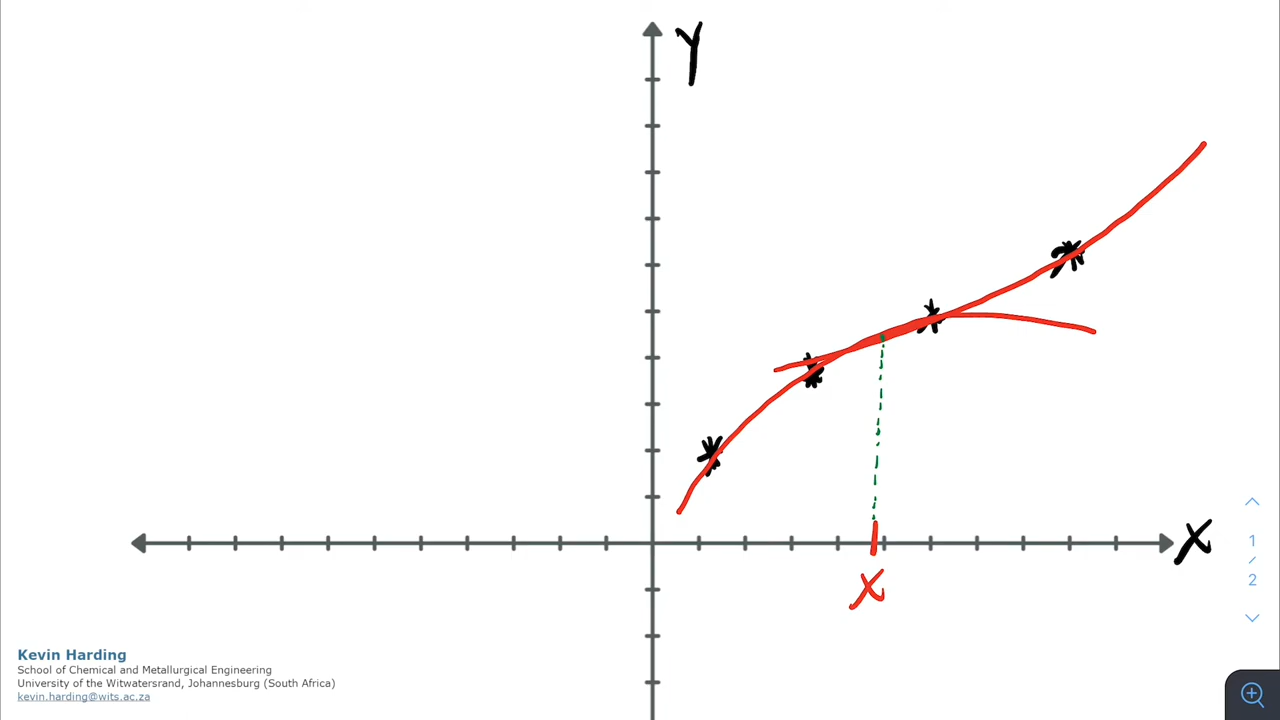 Y
X
x
Kevin Harding
School of Chemical and Metallurgical Engineering
University of the Witwatersrand, Johannesburg (South Africa)
kevin.harding@wits.ac.za
1
/
2